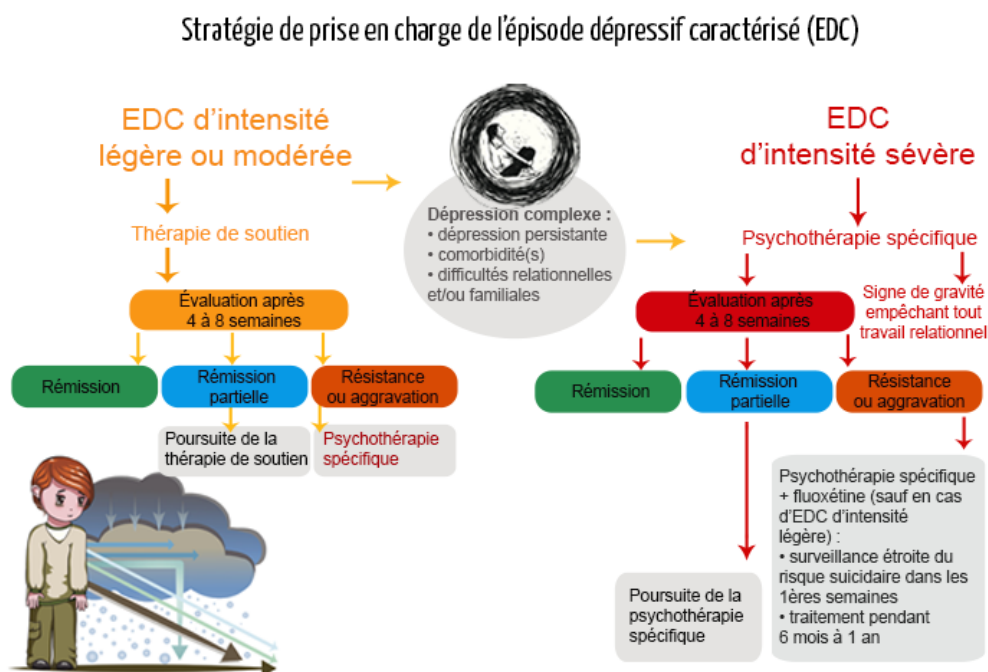 Stratégie de prise en charge de l'épisode dépressif caractérisé (EDC)
EDC d'intensité
légère ou modérée
Thérapie de soutien
Évaluation après
4 à 8 semaines
Rémission
Rémission
partielle
Résistance
ou aggravation
Poursuite de la
thérapie de soutien
Psychothérapie
spécifique
Dépression complexe :
• dépression persistante
• comorbidité(s)
• difficultés relationnelles
et/ou familiales
EDC
d'intensité sévère
Psychothérapie spécifique
Évaluation après
4 à 8 semaines
Signe de gravité
empêchant tout
travail relationnel
Rémission
Rémission
partielle
Résistance
ou aggravation
Poursuite de la
psychothérapie
spécifique
Psychothérapie spécifique
+ fluoxétine (sauf en cas
d'EDC d'intensité
légère) :
• surveillance étroite du
risque suicidaire dans les
1ères semaines
• traitement pendant
6 mois à 1 an